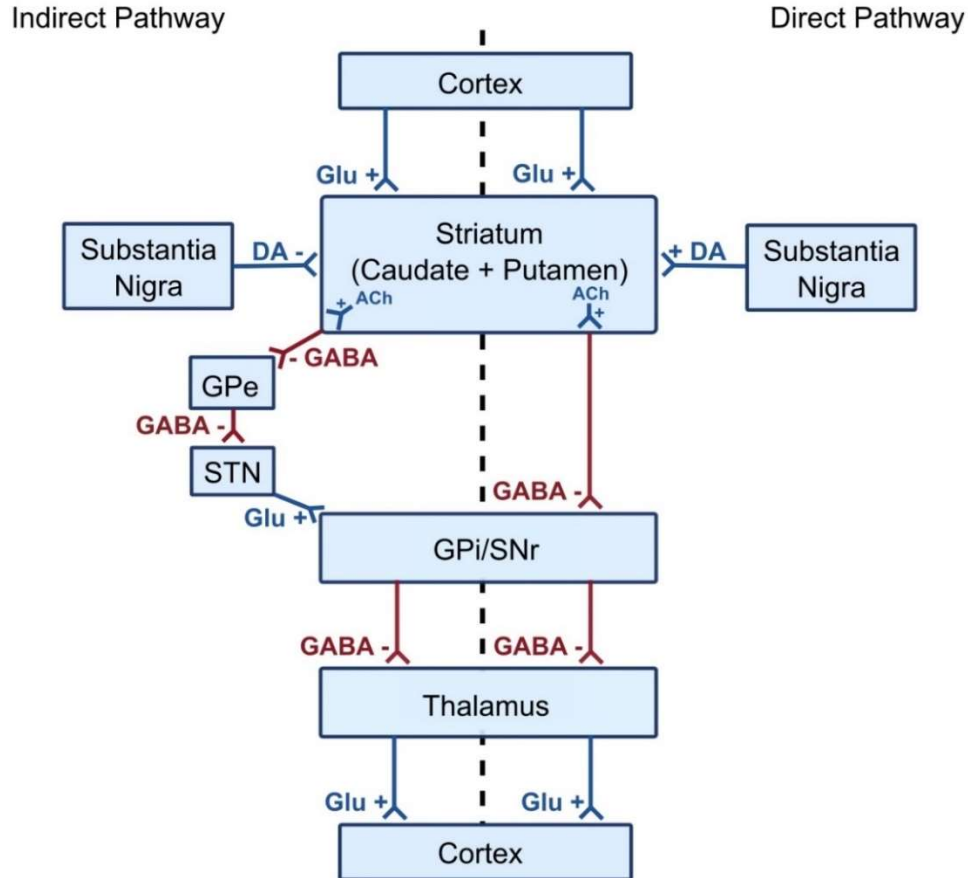 Indirect Pathway
Direct Pathway
Cortex
Glu +
Glu +
Substantia
Nigra
DA -
Striatum
(Caudate + Putamen)
+ DA
Substantia
Nigra
+ ACh
ACh
+
- GABA
GPe
GABA -
STN
Glu +
GABA -
GPi/SNr
GABA -
GABA -
Thalamus
Glu +
Glu +
Cortex